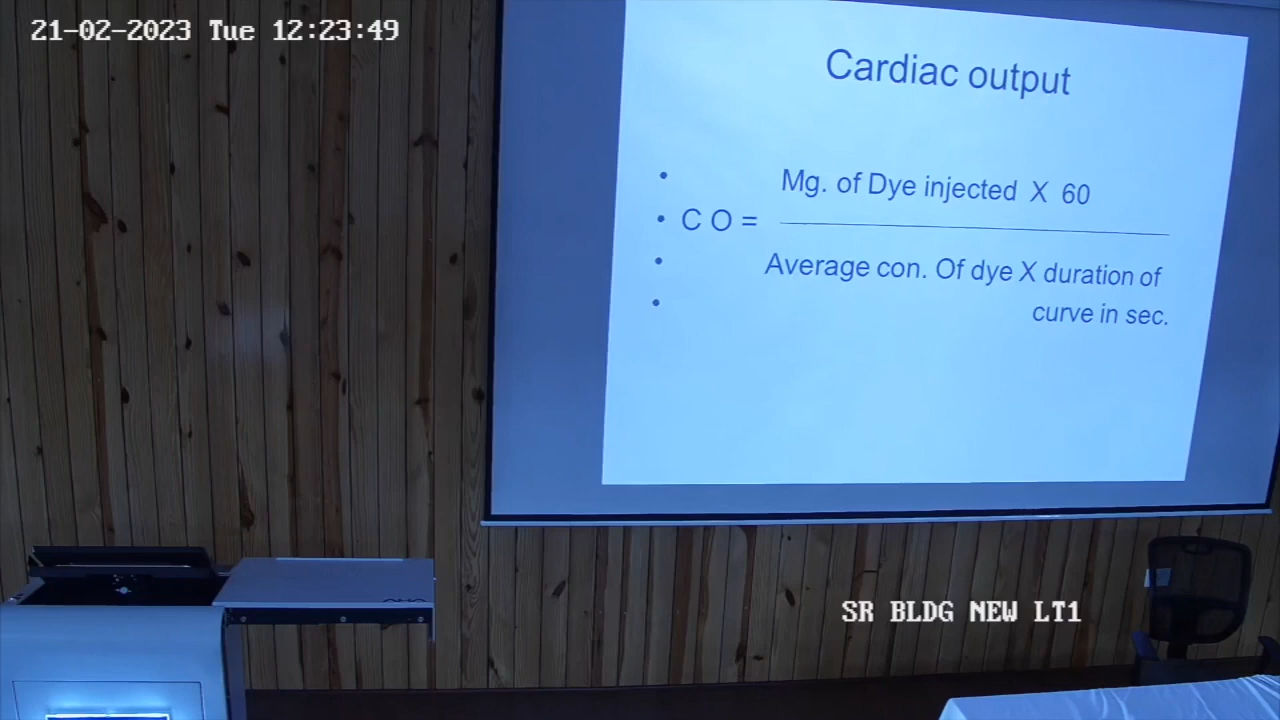 21-02-2023 Tue 12:23:49
Cardiac output
• Mg. of Dye injected X 60
• C O =
• Average con. Of dye X duration of
• curve in sec.
SR BLDG NEW LT1